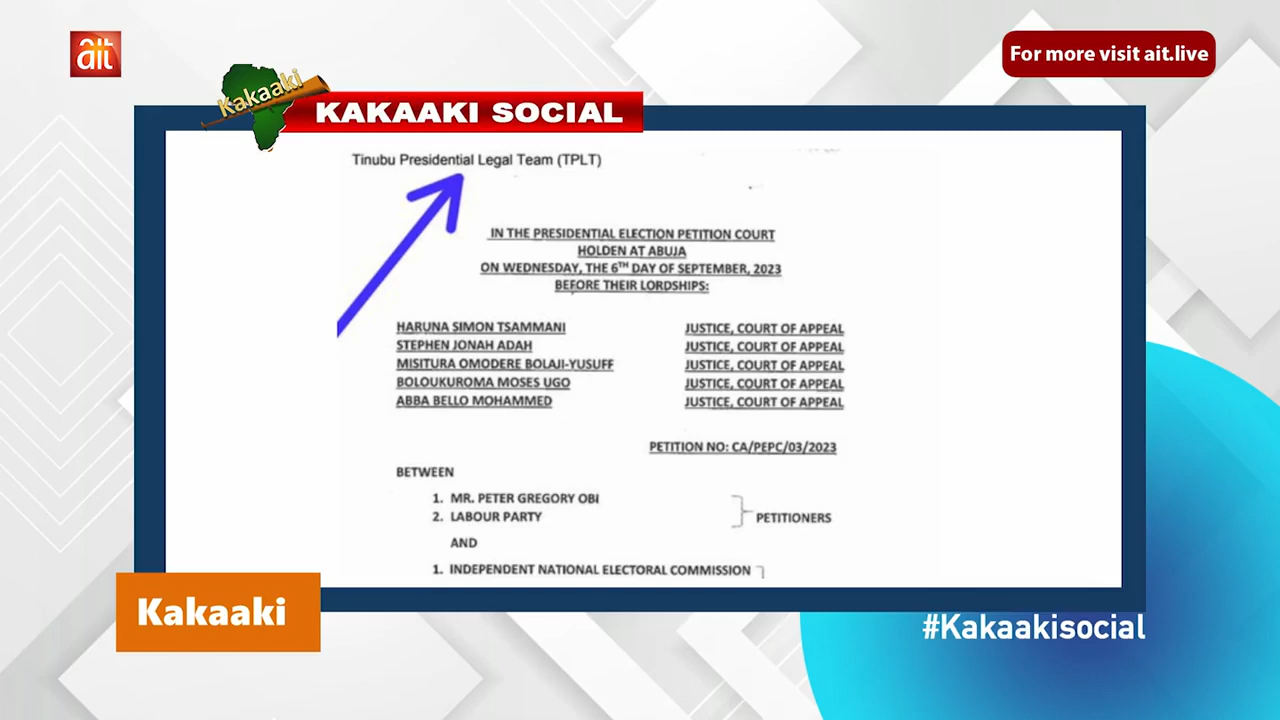 ait
For more visit ait.live
Kakaaki
KAKAAKI SOCIAL
Tinubu Presidential Legal Team (TPLT)
IN THE PRESIDENTIAL ELECTION PETITION COURT
HOLDEN AT ABUJA
ON WEDNESDAY, THE 6TH DAY OF SEPTEMBER, 2023
BEFORE THEIR LORDSHIPS:
HARUNA SIMON TSAMMANI JUSTICE, COURT OF APPEAL
STEPHEN JONAH ADAH JUSTICE, COURT OF APPEAL
MISITURA OMODERE BOLAJI-YUSUFF JUSTICE, COURT OF APPEAL
BOLOUKUROMA MOSES UGO JUSTICE, COURT OF APPEAL
ABBA BELLO MOHAMMED JUSTICE, COURT OF APPEAL
PETITION NO: CA/PEPC/03/2023
BETWEEN
1. MR. PETER GREGORY OBI
2. LABOUR PARTY PETITIONERS
AND
1. INDEPENDENT NATIONAL ELECTORAL COMMISSION
Kakaaki
#Kakaakisocial